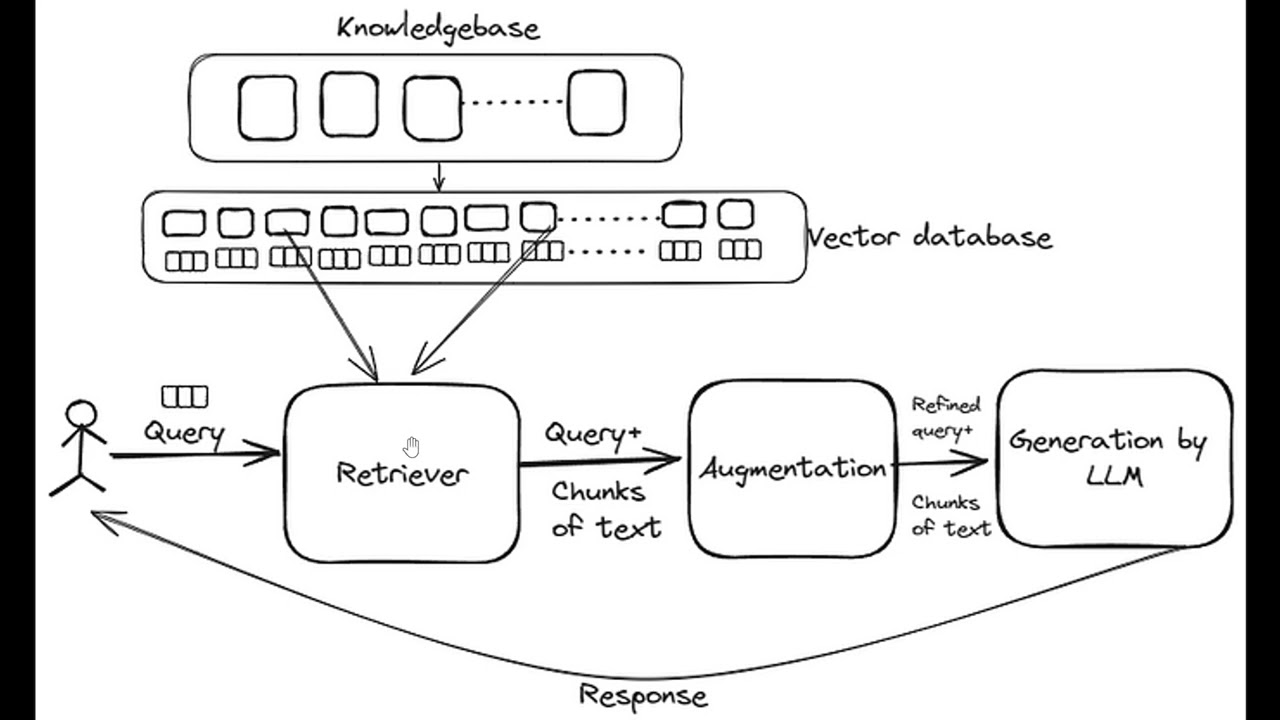 Knowledgebase
Vector database
Query
Retriever
Query+
Chunks
of text
Augmentation
Refined
query+
Chunks
of text
Generation by
LLM
Response